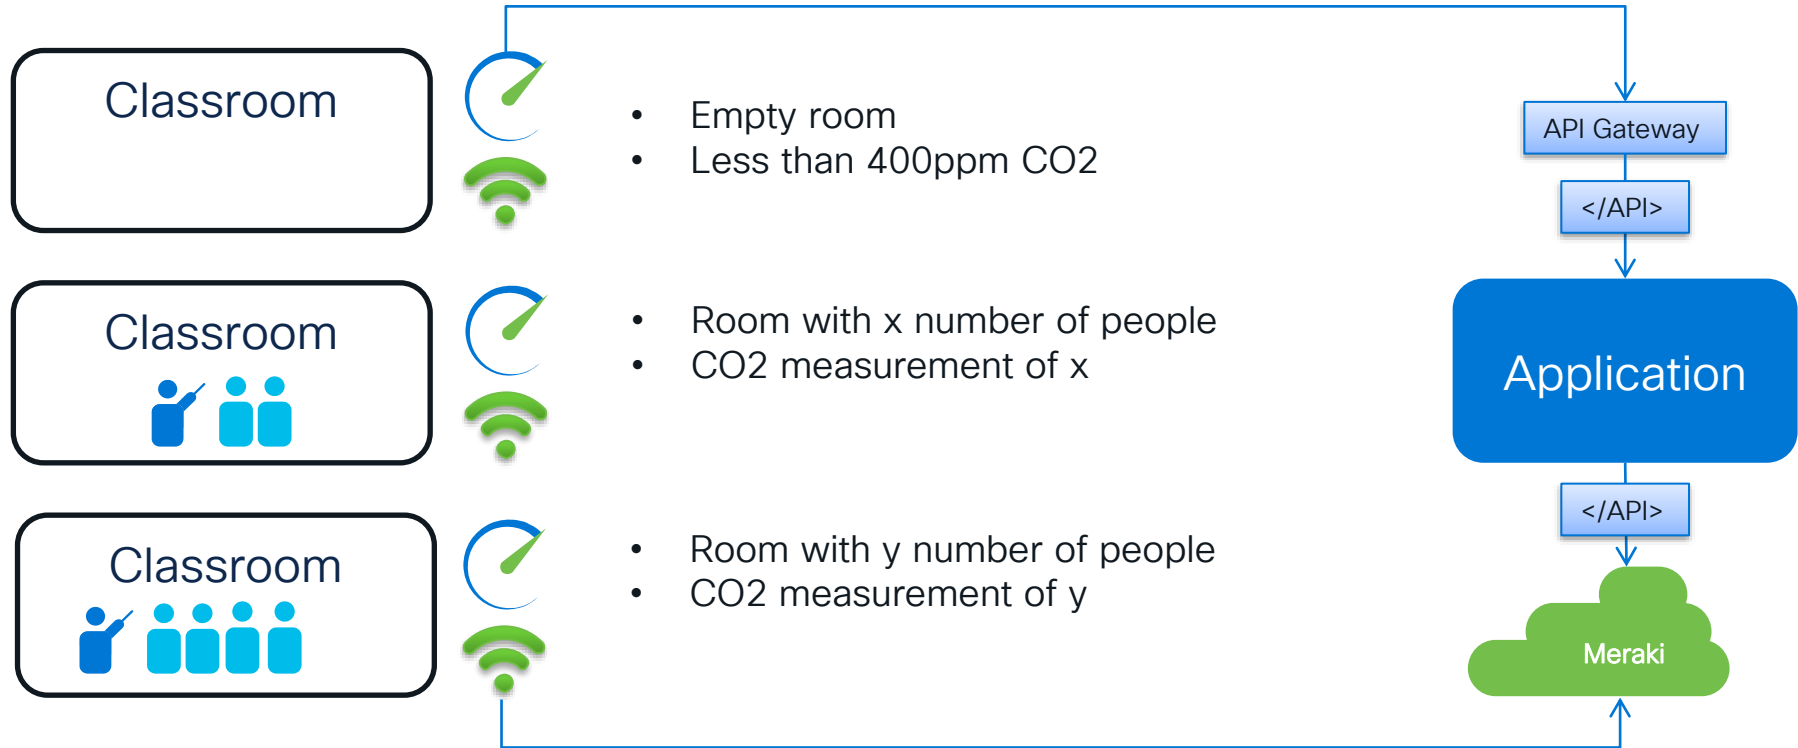 Classroom
• Empty room
• Less than 400ppm CO2
API Gateway
</API>
Classroom
• Room with x number of people
• CO2 measurement of x
Application
</API>
Classroom
• Room with y number of people
• CO2 measurement of y
Meraki